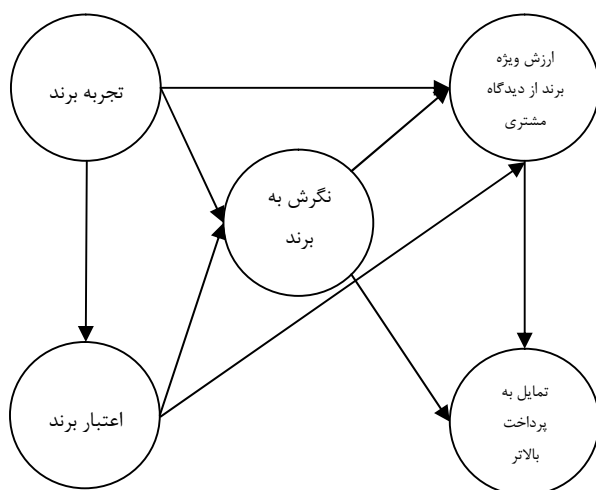 تجربه برند
ارزش ویژه
برند از دیدگاه
مشتری
نگرش به
برند
اعتبار برند
تمایل به
پرداخت
بالاتر